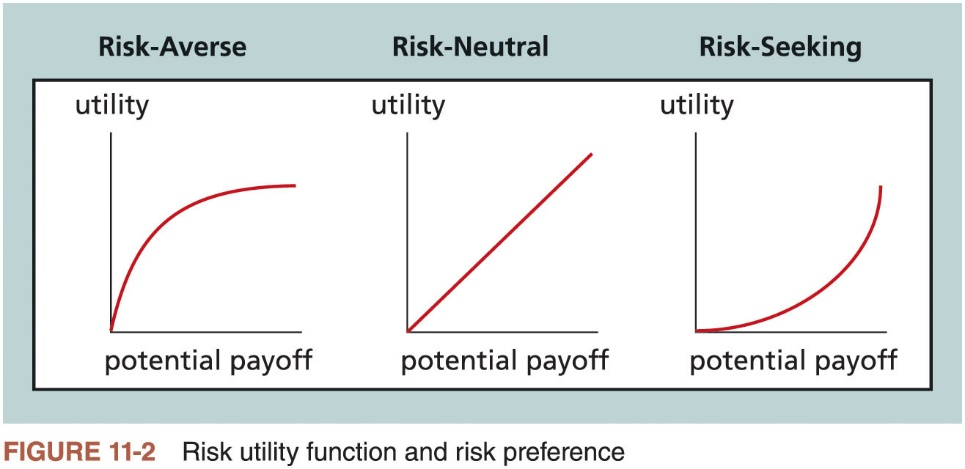 Risk-Averse
Risk-Neutral
Risk-Seeking
utility
utility
utility
potential payoff
potential payoff
potential payoff
FIGURE 11-2 Risk utility function and risk preference